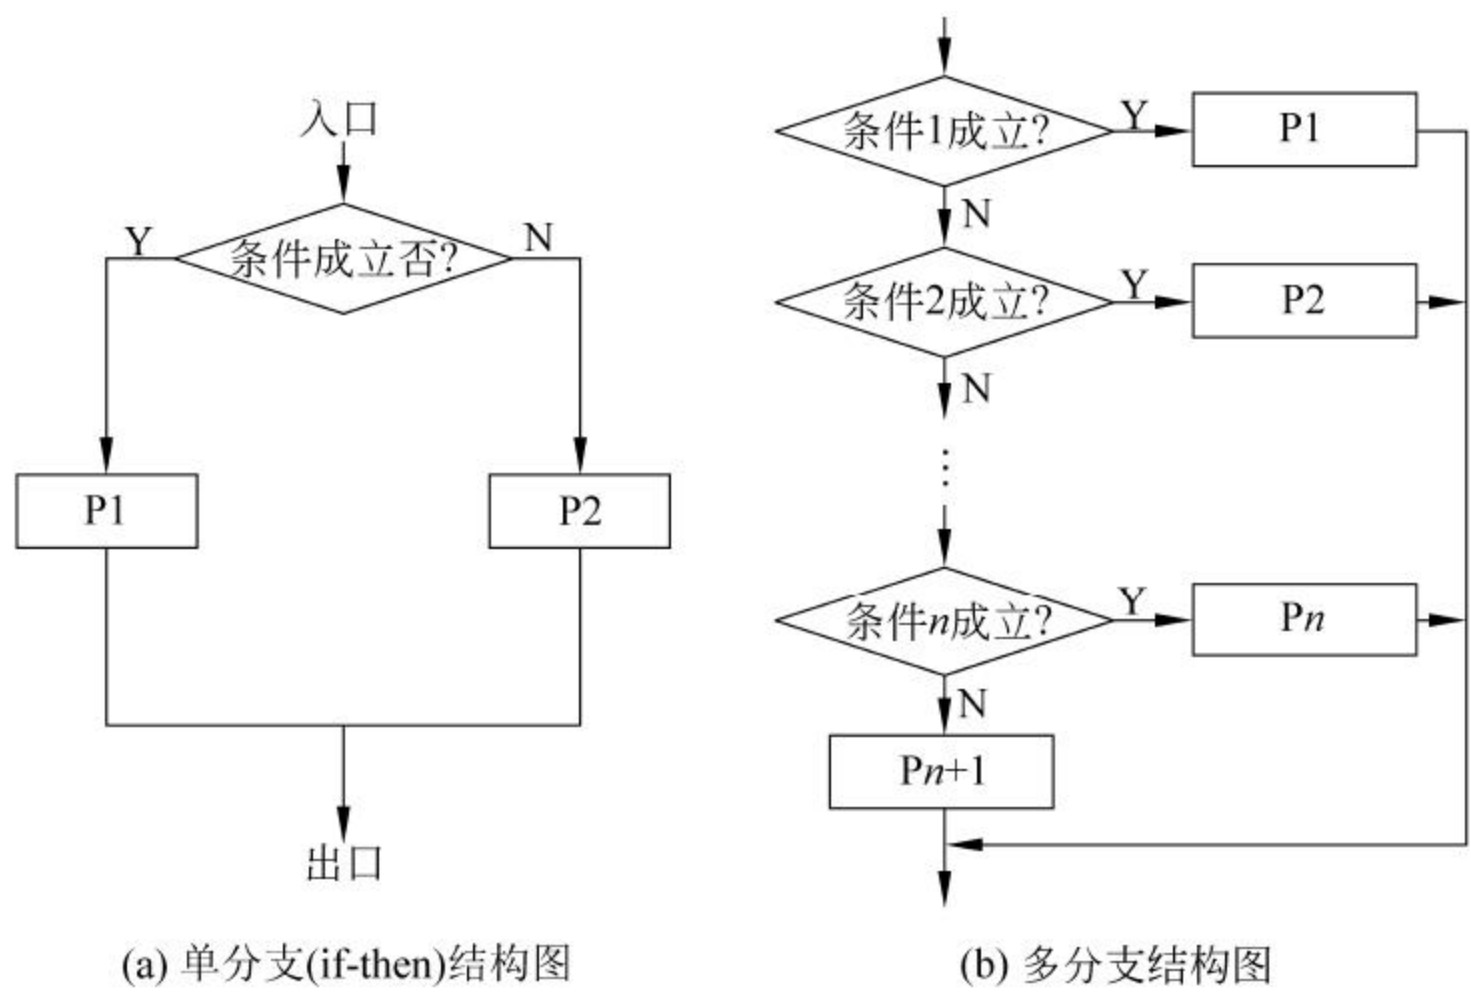 入口
条件成立否?
Y
N
P1
P2
出口
(a) 单分支(if-then)结构图
条件1成立?
Y
P1
N
条件2成立?
Y
P2
N
⋮
条件n成立?
Y
Pn
N
Pn+1
(b) 多分支结构图